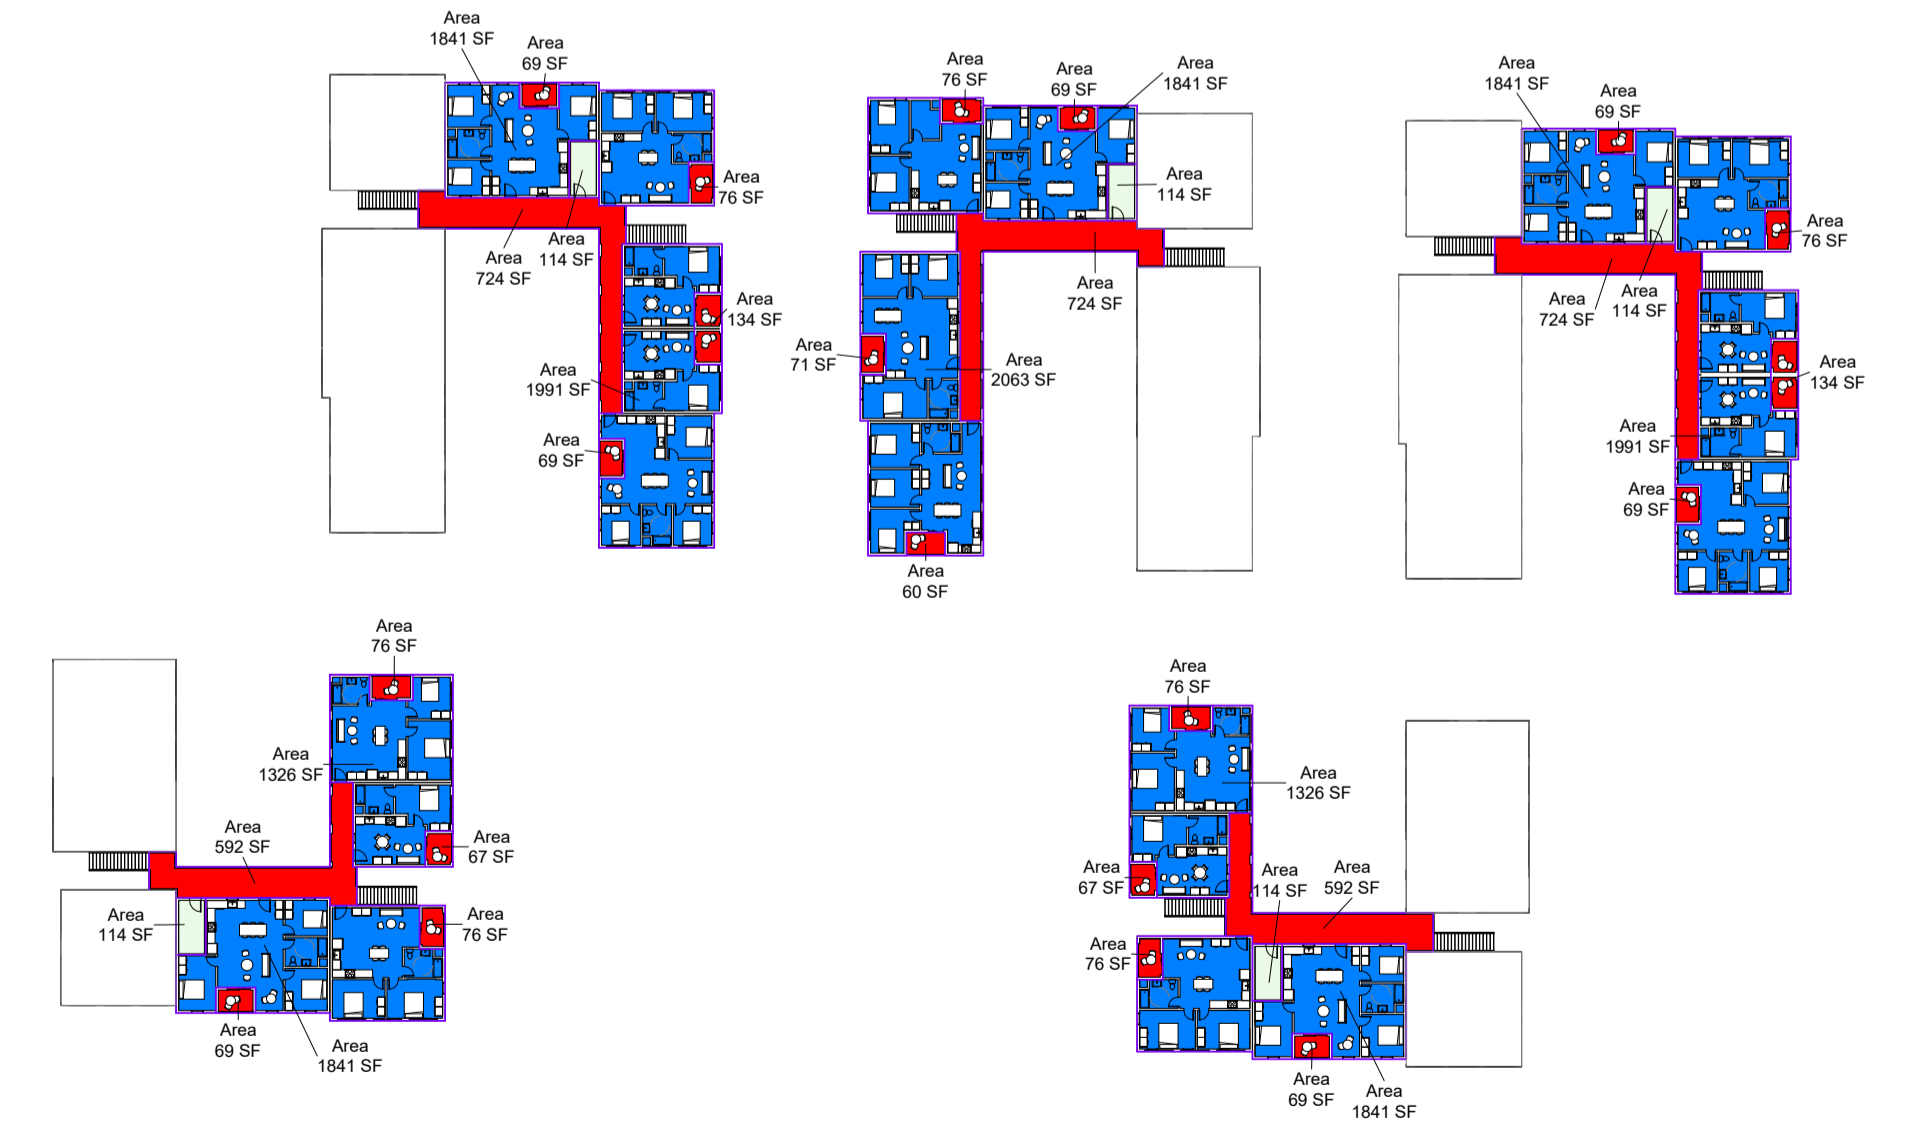 Area
1841 SF
Area
69 SF
Area
76 SF
Area
114 SF
Area
724 SF
Area
134 SF
Area
1991 SF
Area
69 SF
Area
76 SF
Area
69 SF
Area
1841 SF
Area
114 SF
Area
724 SF
Area
71 SF
Area
2063 SF
Area
60 SF
Area
1841 SF
Area
69 SF
Area
76 SF
Area
114 SF
Area
724 SF
Area
134 SF
Area
1991 SF
Area
69 SF
Area
76 SF
Area
1326 SF
Area
592 SF
Area
67 SF
Area
114 SF
Area
76 SF
Area
69 SF
Area
1841 SF
Area
76 SF
Area
1326 SF
Area
67 SF
Area
114 SF
Area
592 SF
Area
76 SF
Area
69 SF
Area
1841 SF